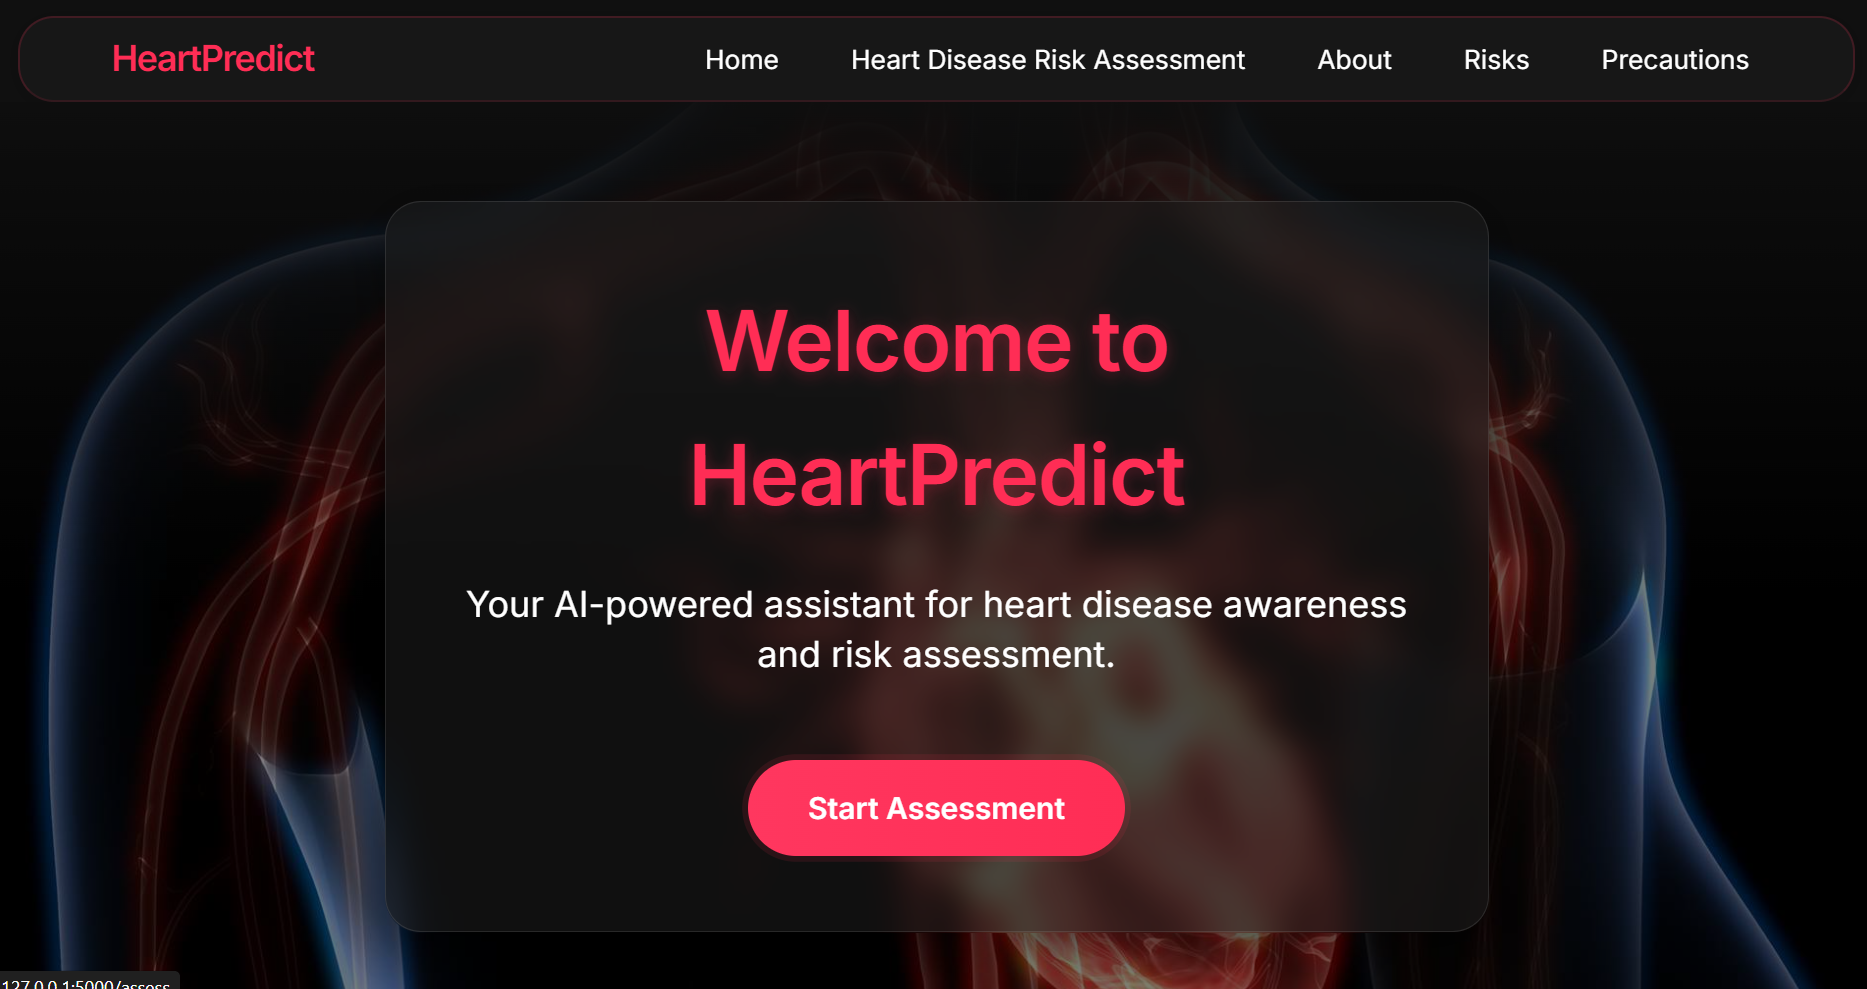 HeartPredict
Home Heart Disease Risk Assessment About Risks Precautions
Welcome to
HeartPredict
Your AI-powered assistant for heart disease awareness
and risk assessment.
Start Assessment
127.0.0.1:5000/assess